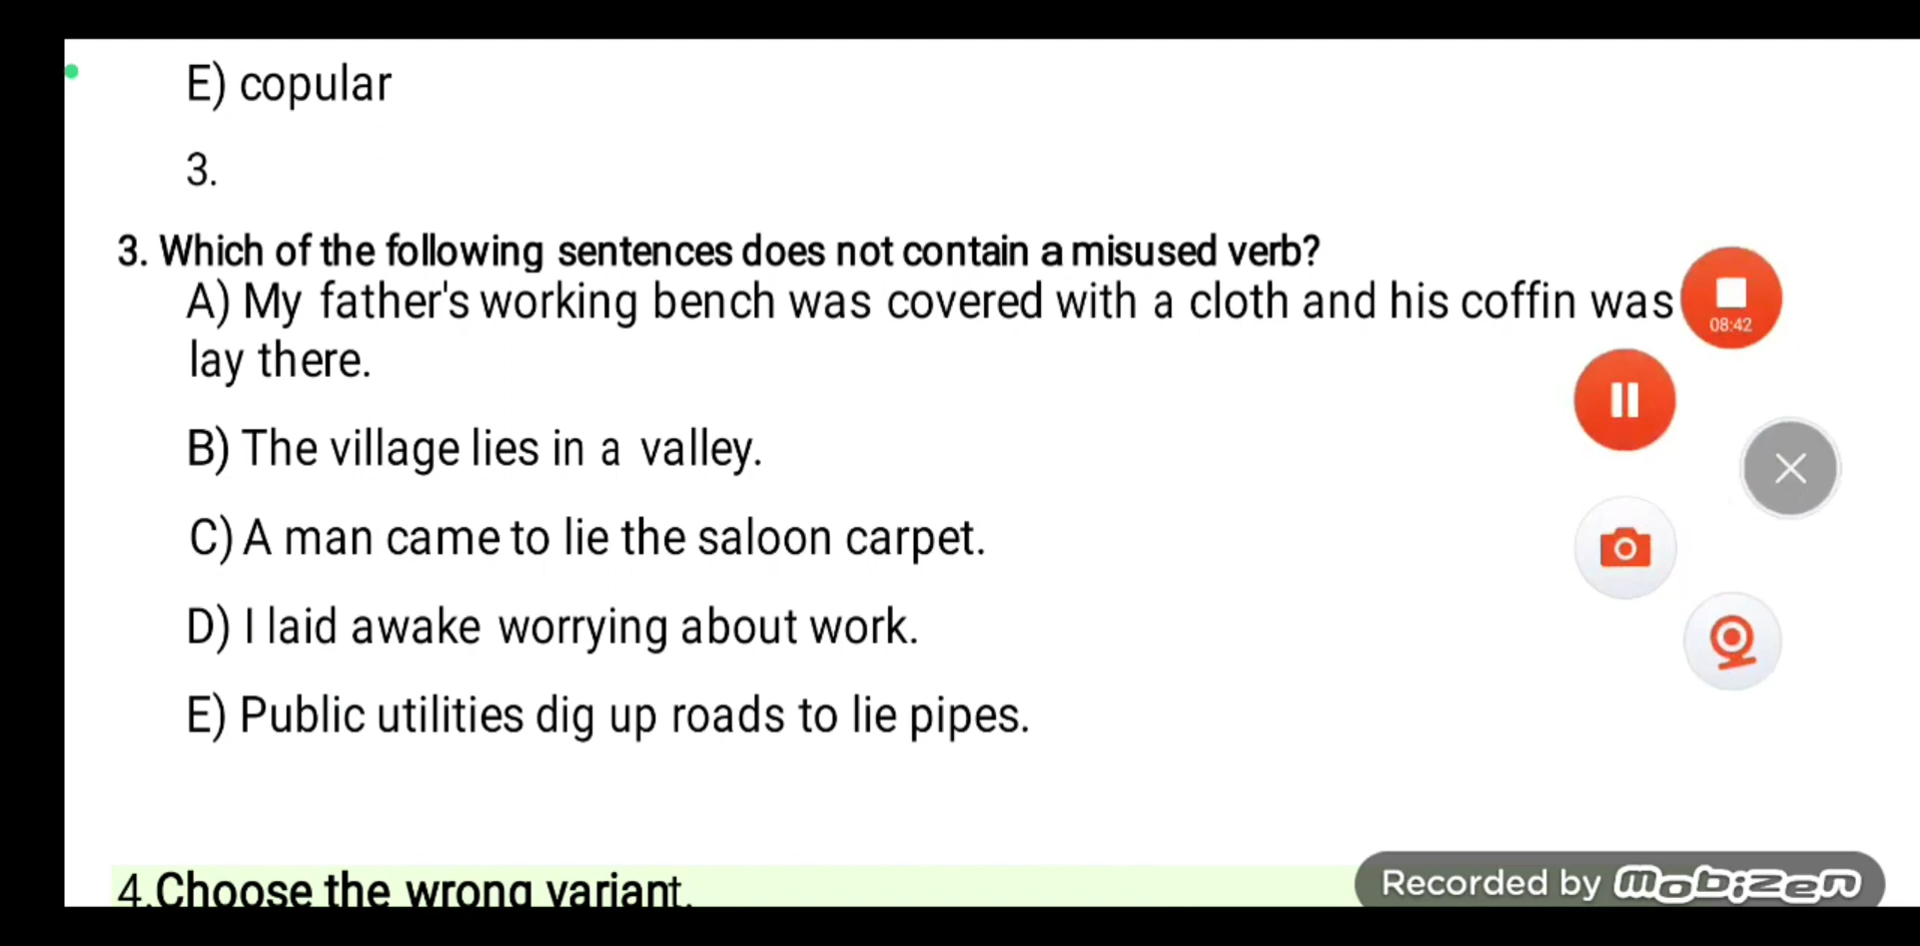 E) copular
3.
3. Which of the following sentences does not contain a misused verb?
A) My father's working bench was covered with a cloth and his coffin was
lay there.
08:42
B) The village lies in a valley.
C) A man came to lie the saloon carpet.
D) I laid awake worrying about work.
E) Public utilities dig up roads to lie pipes.
4.Choose the wrong variant.
Recorded by mobizen